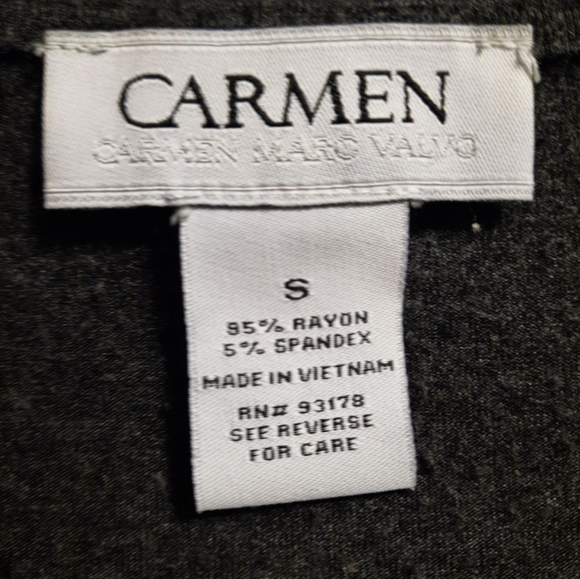 CARMEN
CARMEN MARC VALVO
S
95% RAYON
5% SPANDEX
MADE IN VIETNAM
RN# 93178
SEE REVERSE
FOR CARE